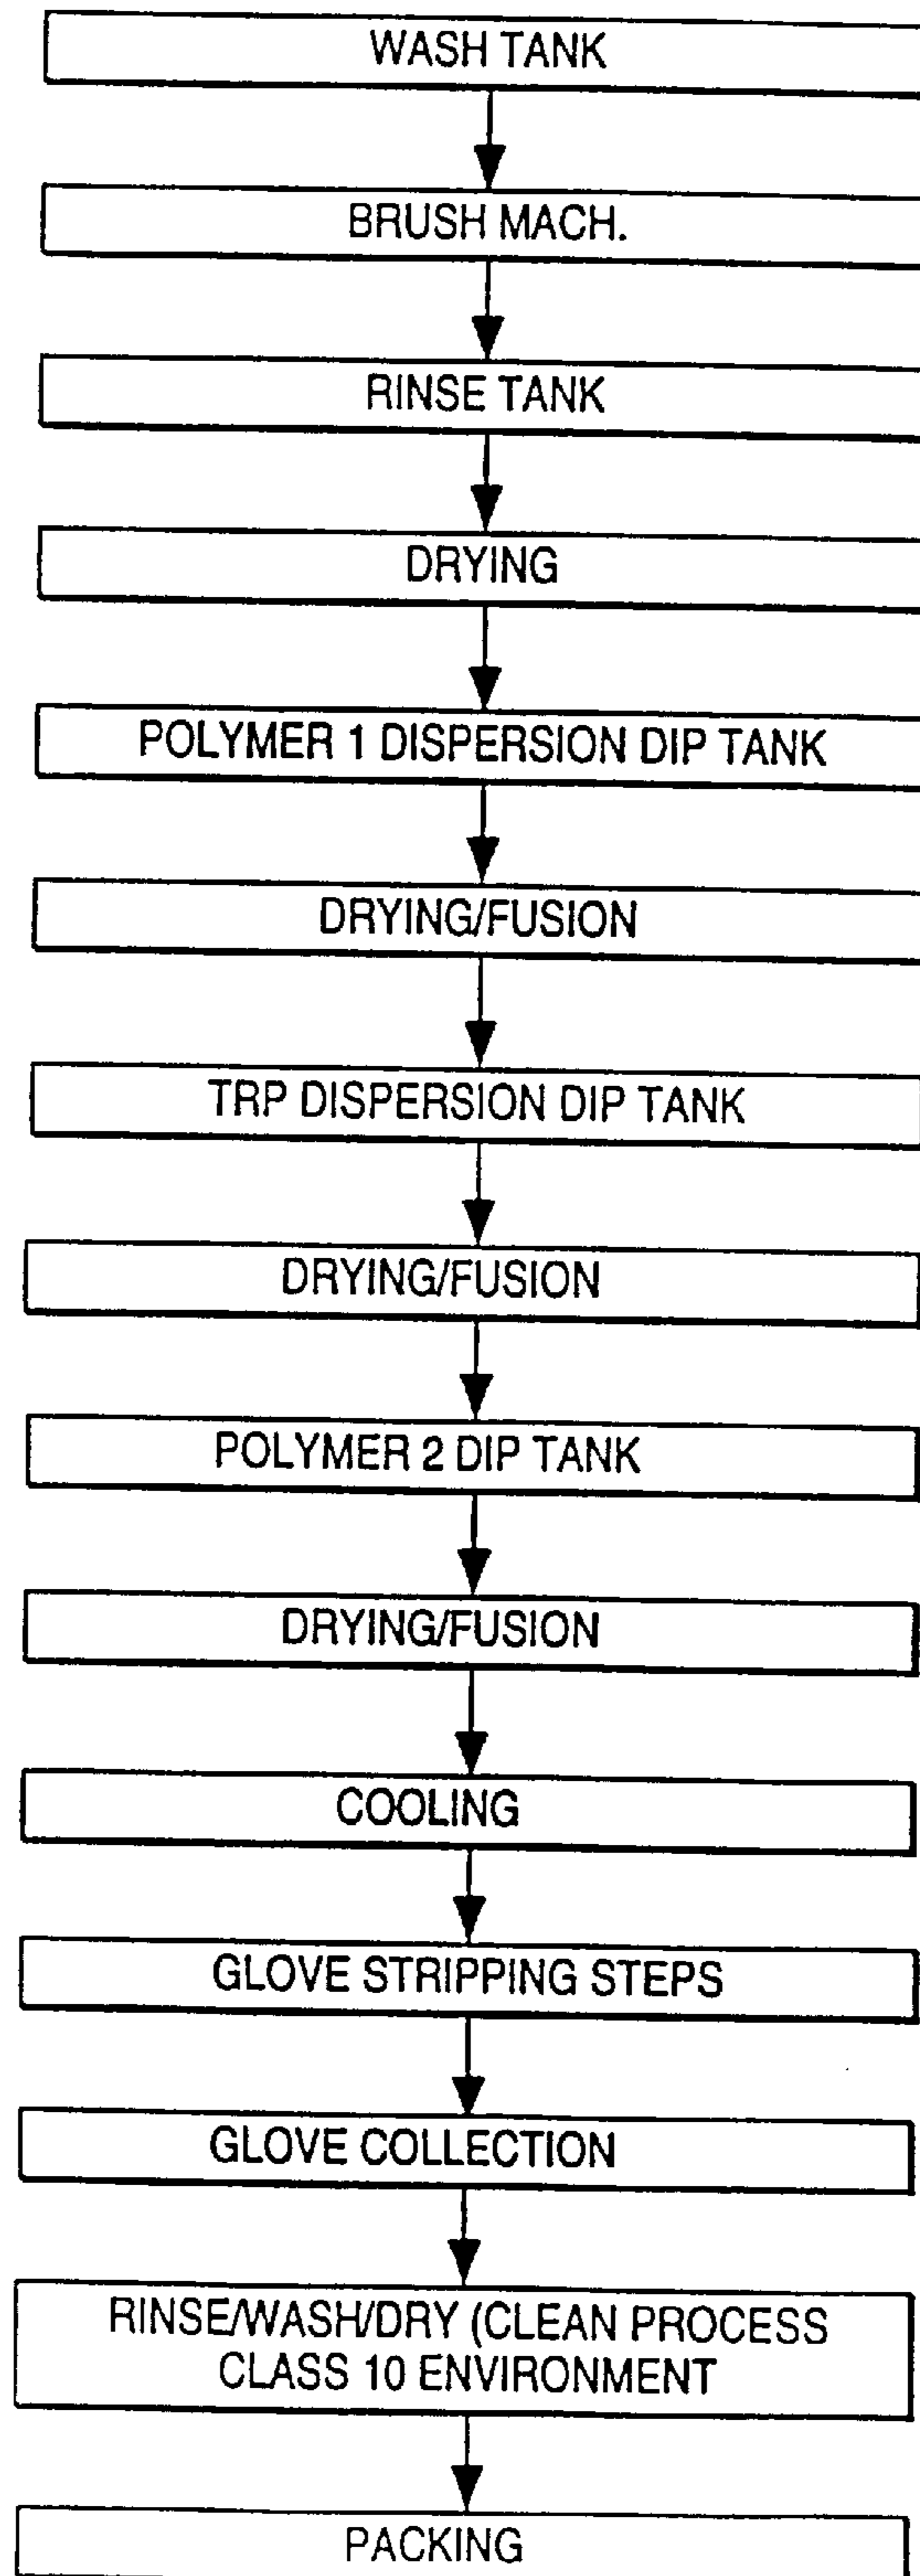 WASH TANK
BRUSH MACH.
RINSE TANK
DRYING
POLYMER 1 DISPERSION DIP TANK
DRYING/FUSION
TRP DISPERSION DIP TANK
DRYING/FUSION
POLYMER 2 DIP TANK
DRYING/FUSION
COOLING
GLOVE STRIPPING STEPS
GLOVE COLLECTION
RINSE/WASH/DRY (CLEAN PROCESS
CLASS 10 ENVIRONMENT
PACKING